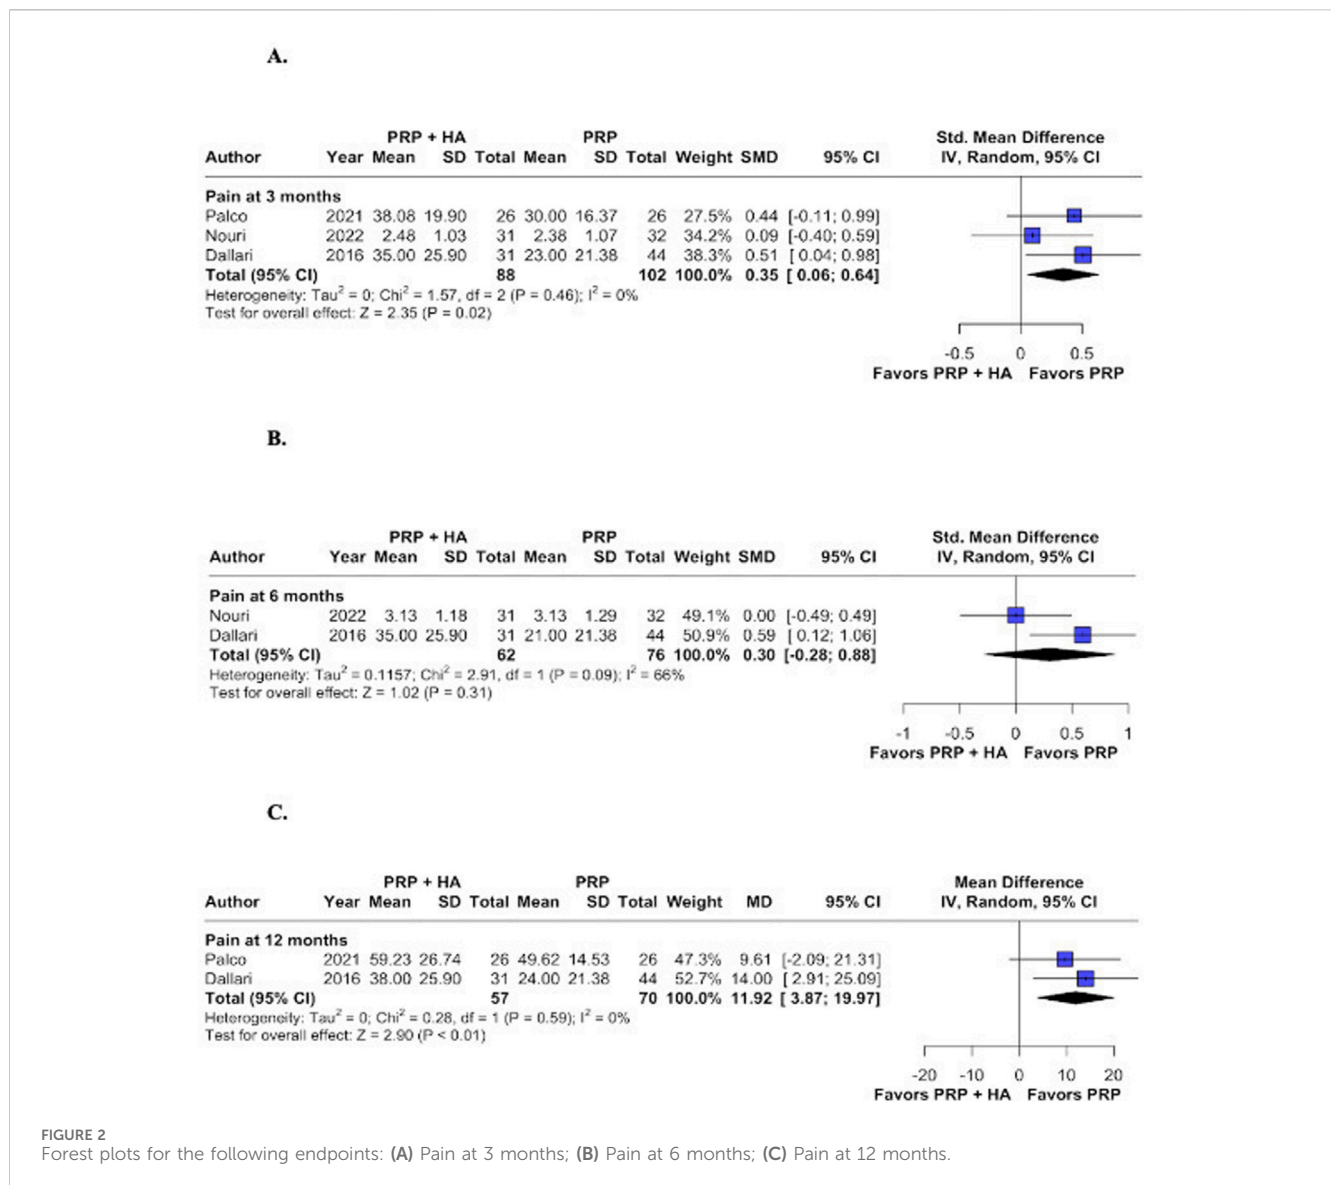 A.
PRP + HA PRP Std. Mean Difference
Author Year Mean SD Total Mean SD Total Weight SMD 95% CI IV, Random, 95% CI
Pain at 3 months
Palco 2021 38.08 19.90 26 30.00 16.37 26 27.5% 0.44 [-0.11; 0.99]
Nouri 2022 2.48 1.03 31 2.38 1.07 32 34.2% 0.09 [-0.40; 0.59]
Dallari 2016 35.00 25.90 31 23.00 21.38 44 38.3% 0.51 [ 0.04; 0.98]
Total (95% CI) 88 102 100.0% 0.35 [ 0.06; 0.64]
Heterogeneity: Tau² = 0; Chi² = 1.57, df = 2 (P = 0.46); I² = 0%
Test for overall effect: Z = 2.35 (P = 0.02)
-0.5 0 0.5
Favors PRP + HA Favors PRP
B.
PRP + HA PRP Std. Mean Difference
Author Year Mean SD Total Mean SD Total Weight SMD 95% CI IV, Random, 95% CI
Pain at 6 months
Nouri 2022 3.13 1.18 31 3.13 1.29 32 49.1% 0.00 [-0.49; 0.49]
Dallari 2016 35.00 25.90 31 21.00 21.38 44 50.9% 0.59 [ 0.12; 1.06]
Total (95% CI) 62 76 100.0% 0.30 [-0.28; 0.88]
Heterogeneity: Tau² = 0.1157; Chi² = 2.91, df = 1 (P = 0.09); I² = 66%
Test for overall effect: Z = 1.02 (P = 0.31)
-1 -0.5 0 0.5 1
Favors PRP + HA Favors PRP
C.
PRP + HA PRP Mean Difference
Author Year Mean SD Total Mean SD Total Weight MD 95% CI IV, Random, 95% CI
Pain at 12 months
Palco 2021 59.23 26.74 26 49.62 14.53 26 47.3% 9.61 [-2.09; 21.31]
Dallari 2016 38.00 25.90 31 24.00 21.38 44 52.7% 14.00 [ 2.91; 25.09]
Total (95% CI) 57 70 100.0% 11.92 [ 3.87; 19.97]
Heterogeneity: Tau² = 0; Chi² = 0.28, df = 1 (P = 0.59); I² = 0%
Test for overall effect: Z = 2.90 (P < 0.01)
-20 -10 0 10 20
Favors PRP + HA Favors PRP
FIGURE 2
Forest plots for the following endpoints: (A) Pain at 3 months; (B) Pain at 6 months; (C) Pain at 12 months.